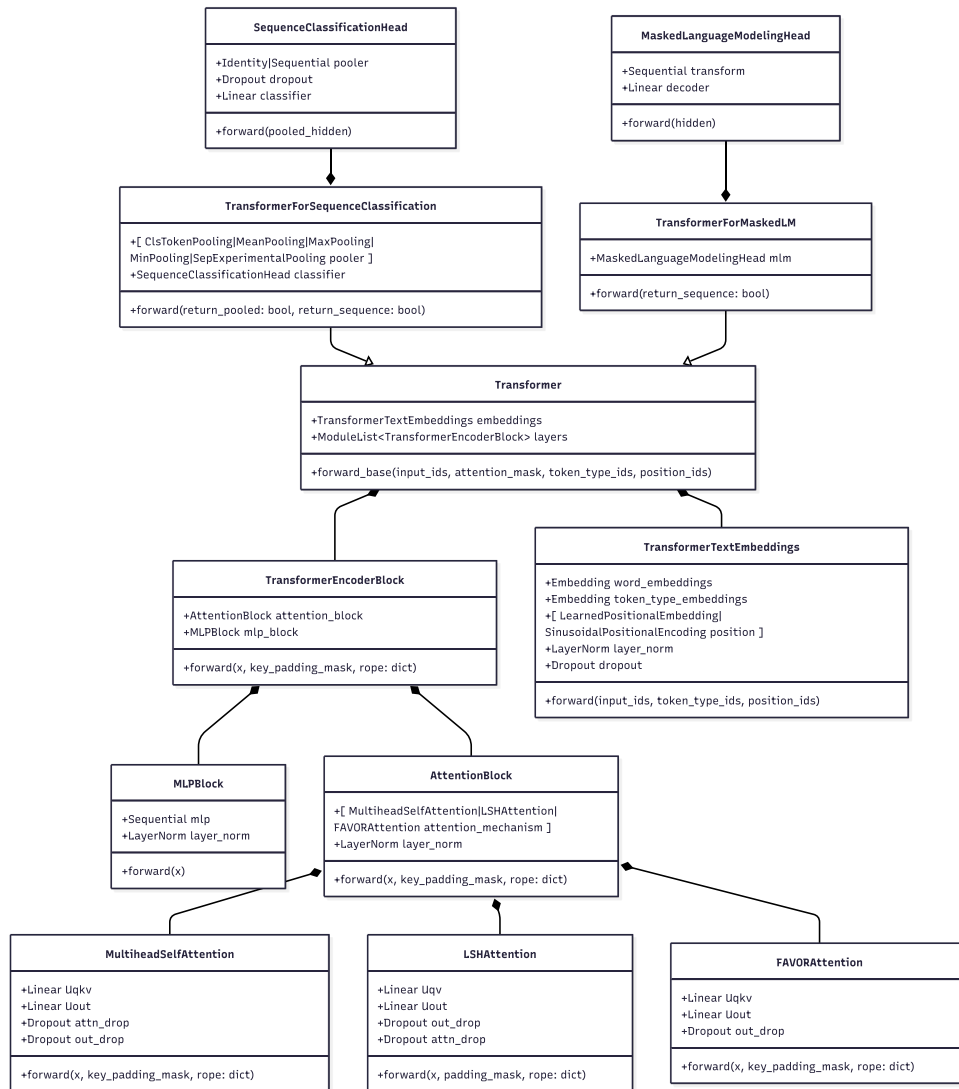 SequenceClassificationHead
+Identity|Sequential pooler
+Dropout dropout
+Linear classifier
+forward(pooled_hidden)
MaskedLanguageModelingHead
+Sequential transform
+Linear decoder
+forward(hidden)
TransformerForSequenceClassification
+[ ClsTokenPooling|MeanPooling|MaxPooling|
MinPooling|SepExperimentalPooling pooler ]
+SequenceClassificationHead classifier
+forward(return_pooled: bool, return_sequence: bool)
TransformerForMaskedLM
+MaskedLanguageModelingHead mlm
+forward(return_sequence: bool)
Transformer
+TransformerTextEmbeddings embeddings
+ModuleList<TransformerEncoderBlock> layers
+forward_base(input_ids, attention_mask, token_type_ids, position_ids)
TransformerEncoderBlock
+AttentionBlock attention_block
+MLPBlock mlp_block
+forward(x, key_padding_mask, rope: dict)
TransformerTextEmbeddings
+Embedding word_embeddings
+Embedding token_type_embeddings
+[ LearnedPositionalEmbedding|
SinusoidalPositionalEncoding position ]
+LayerNorm layer_norm
+Dropout dropout
+forward(input_ids, token_type_ids, position_ids)
MLPBlock
+Sequential mlp
+LayerNorm layer_norm
+forward(x)
AttentionBlock
+[ MultiheadSelfAttention|LSHAttention|
FAVORAttention attention_mechanism ]
+LayerNorm layer_norm
+forward(x, key_padding_mask, rope: dict)
MultiheadSelfAttention
+Linear Uqkv
+Linear Uout
+Dropout attn_drop
+Dropout out_drop
+forward(x, key_padding_mask, rope: dict)
LSHAttention
+Linear Uqv
+Linear Uout
+Dropout out_drop
+Dropout attn_drop
+forward(x, padding_mask, rope: dict)
FAVORAttention
+Linear Uqkv
+Linear Uout
+Dropout out_drop
+forward(x, key_padding_mask, rope: dict)